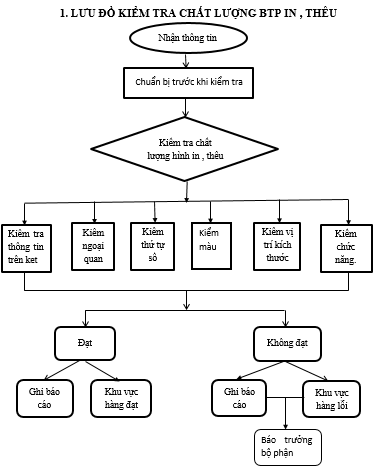 1. LƯU ĐỒ KIỂM TRA CHẤT LƯỢNG BTP IN , THÊU
Nhận thông tin
Chuẩn bị trước khi kiểm tra
Kiểm tra chất
lượng hình in , thêu
Kiểm tra
thông tin
trên ket
Kiểm
ngoại
quan
Kiểm
thứ tự
số
Kiểm
màu
Kiểm vị
trí kích
thước
Kiểm
chức
năng.
Đạt
Không đạt
Ghi báo
cáo
Khu vực
hàng đạt
Ghi báo
cáo
Khu vực
hàng lỗi
Báo trưởng
bộ phận